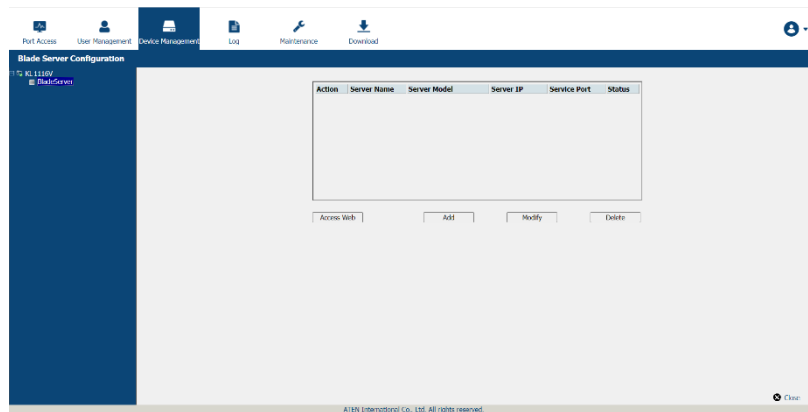 Port Access User Management Device Management Log Maintenance Download
Blade Server Configuration
KL1116V
BladeServer
Action Server Name Server Model Server IP Service Port Status
Access Web Add Modify Delete
Close
ATEN International Co., Ltd. All rights reserved.